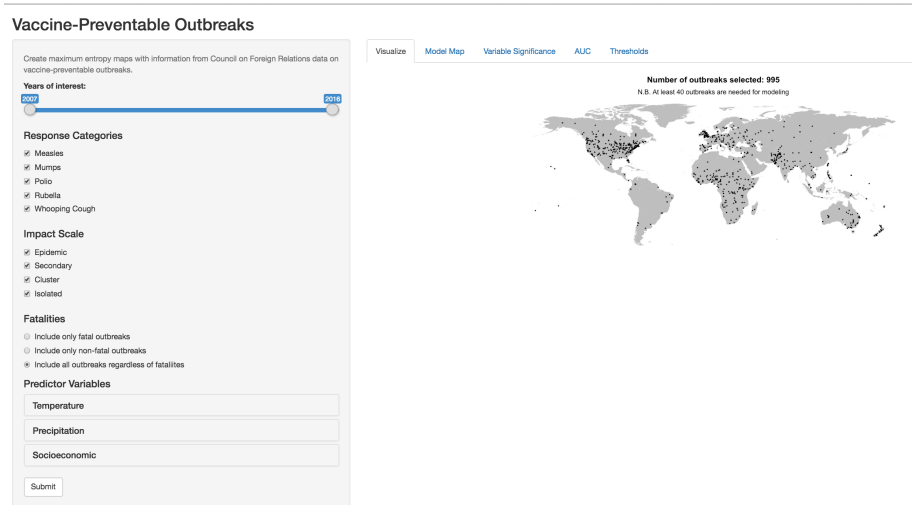 Vaccine-Preventable Outbreaks
Create maximum entropy maps with information from Council on Foreign Relations data on
vaccine-preventable outbreaks.
Years of interest:
2007 2016
Response Categories
Measles
Mumps
Polio
Rubella
Whooping Cough
Impact Scale
Epidemic
Secondary
Cluster
Isolated
Fatalities
Include only fatal outbreaks
Include only non-fatal outbreaks
Include all outbreaks regardless of fataliites
Predictor Variables
Temperature
Precipitation
Socioeconomic
Submit
Visualize Model Map Variable Significance AUC Thresholds
Number of outbreaks selected: 995
N.B. At least 40 outbreaks are needed for modeling